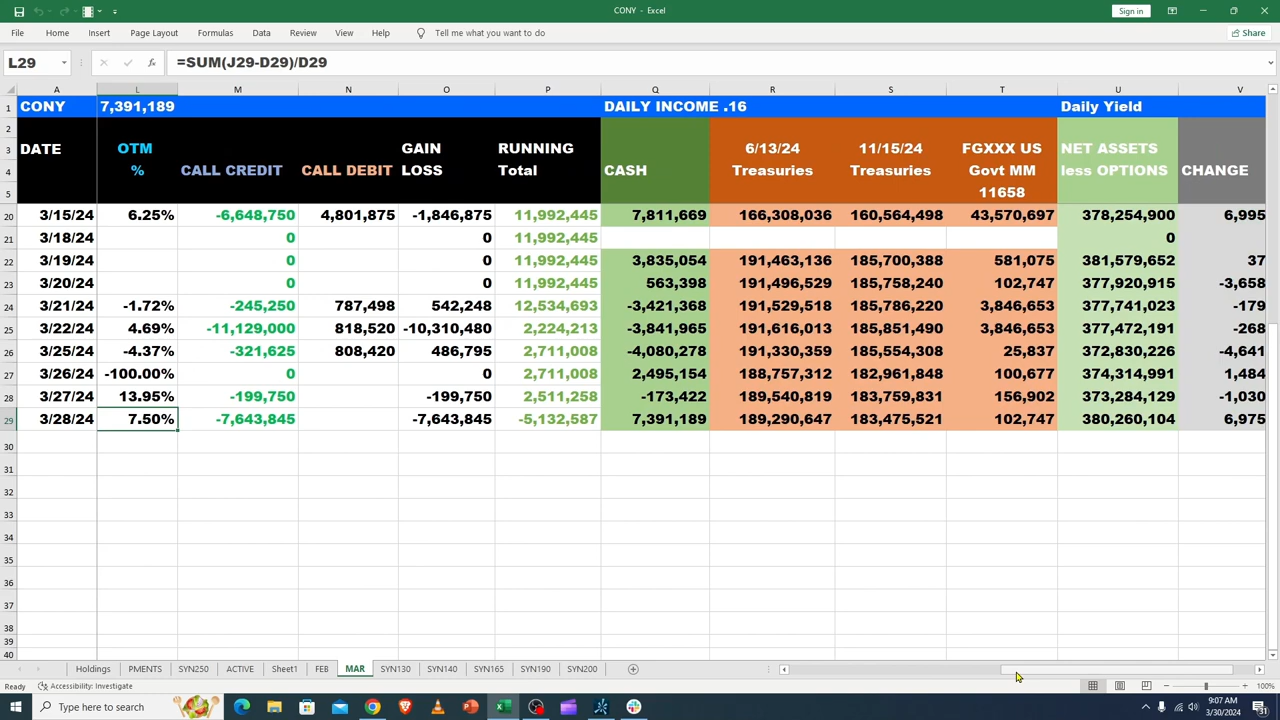 CONY - Excel
Sign in
File Home Insert Page Layout Formulas Data Review View Help Tell me what you want to do Share
L29 fx =SUM(J29-D29)/D29
A L M N O P Q R S T U V
1 CONY 7,391,189 DAILY INCOME .16 Daily Yield
2
3 DATE OTM GAIN RUNNING 6/13/24 11/15/24 FGXXX US NET ASSETS
4 % CALL CREDIT CALL DEBIT LOSS Total CASH Treasuries Treasuries Govt MM less OPTIONS CHANGE
5 11658
20 3/15/24 6.25% -6,648,750 4,801,875 -1,846,875 11,992,445 7,811,669 166,308,036 160,564,498 43,570,697 378,254,900 6,995
21 3/18/24 0 0 11,992,445 0
22 3/19/24 0 0 11,992,445 3,835,054 191,463,136 185,700,388 581,075 381,579,652 37
23 3/20/24 0 0 11,992,445 563,398 191,496,529 185,758,240 102,747 377,920,915 -3,658
24 3/21/24 -1.72% -245,250 787,498 542,248 12,534,693 -3,421,368 191,529,518 185,786,220 3,846,653 377,741,023 -179
25 3/22/24 4.69% -11,129,000 818,520 -10,310,480 2,224,213 -3,841,965 191,616,013 185,851,490 3,846,653 377,472,191 -268
26 3/25/24 -4.37% -321,625 808,420 486,795 2,711,008 -4,080,278 191,330,359 185,554,308 25,837 372,830,226 -4,641
27 3/26/24 -100.00% 0 0 2,711,008 2,495,154 188,757,312 182,961,848 100,677 374,314,991 1,484
28 3/27/24 13.95% -199,750 -199,750 2,511,258 -173,422 189,540,819 183,759,831 156,902 373,284,129 -1,030
29 3/28/24 7.50% -7,643,845 -7,643,845 -5,132,587 7,391,189 189,290,647 183,475,521 102,747 380,260,104 6,975
30
31
32
33
34
35
36
37
38
39
40
Holdings PMENTS SYN250 ACTIVE Sheet1 FEB MAR SYN130 SYN140 SYN165 SYN190 SYN200
Ready Accessibility: Investigate 100%
Type here to search
9:07 AM
3/30/2024
31